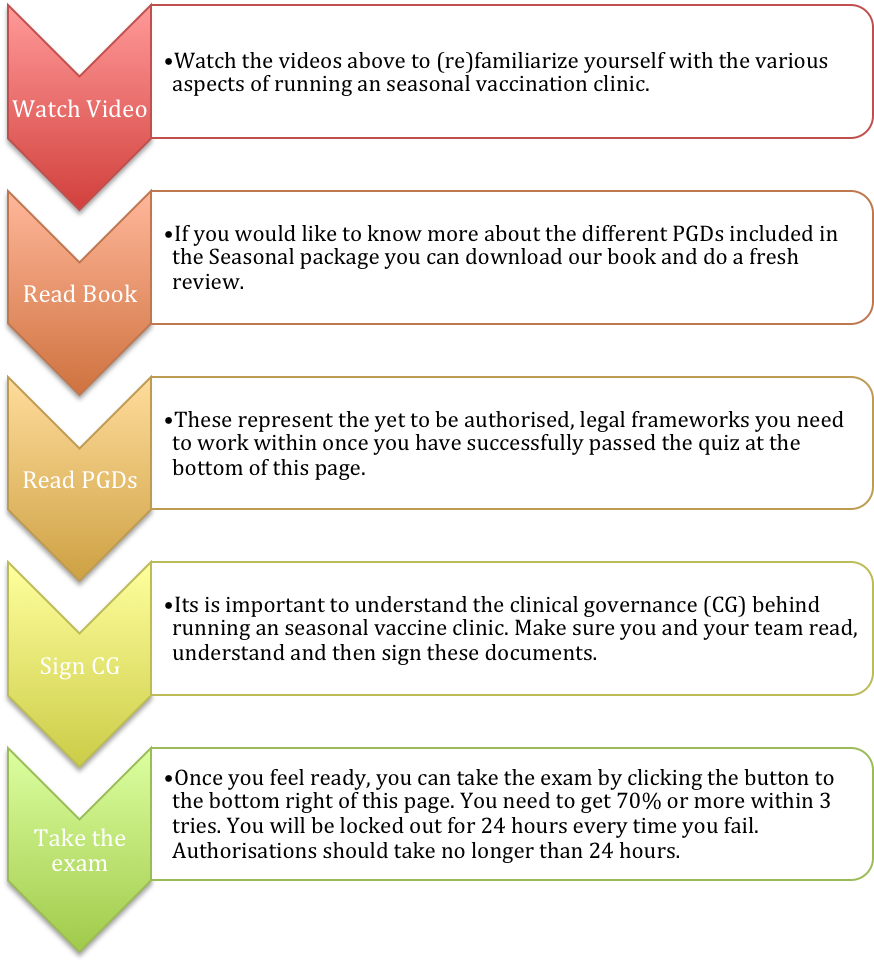 Watch Video
•Watch the videos above to (re)familiarize yourself with the various
aspects of running an seasonal vaccination clinic.
Read Book
•If you would like to know more about the different PGDs included in
the Seasonal package you can download our book and do a fresh
review.
Read PGDs
•These represent the yet to be authorised, legal frameworks you need
to work within once you have successfully passed the quiz at the
bottom of this page.
Sign CG
•Its is important to understand the clinical governance (CG) behind
running an seasonal vaccine clinic. Make sure you and your team read,
understand and then sign these documents.
Take the
exam
•Once you feel ready, you can take the exam by clicking the button to
the bottom right of this page. You need to get 70% or more within 3
tries. You will be locked out for 24 hours every time you fail.
Authorisations should take no longer than 24 hours.